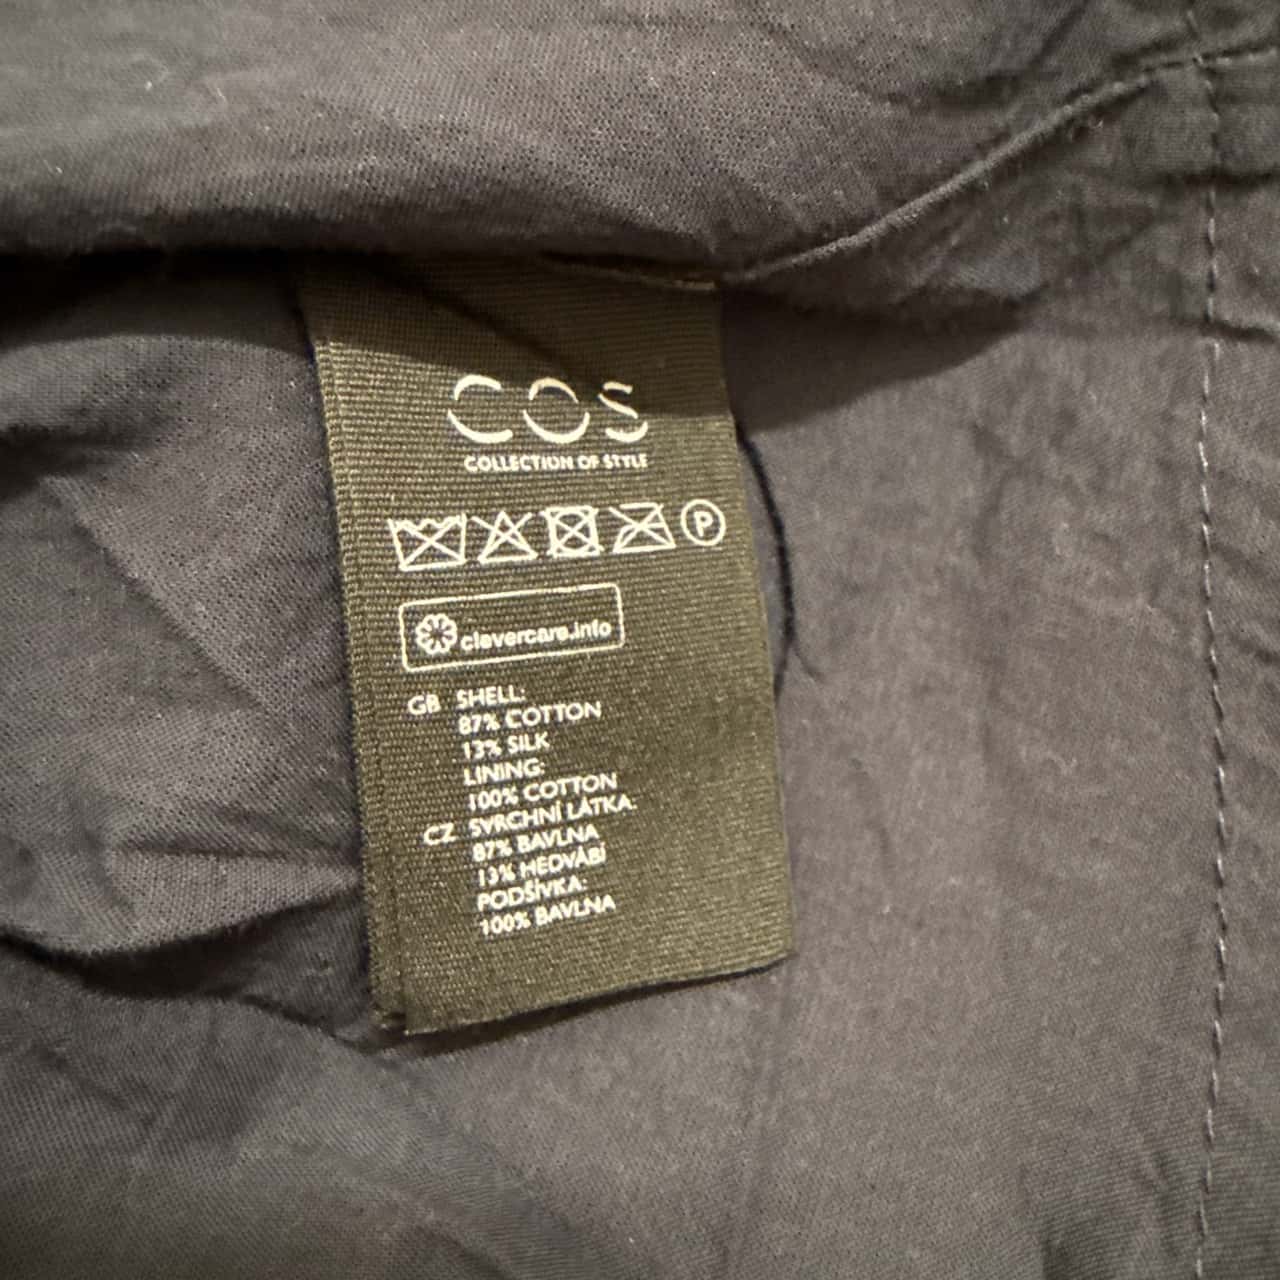 COS
COLLECTION OF STYLE
P
clevercare.info
GB SHELL:
87% COTTON
13% SILK
LINING:
100% COTTON
CZ SVRCHNÍ LÁTKA:
87% BAVLNA
13% HEDVÁBÍ
PODŠÍVKA:
100% BAVLNA